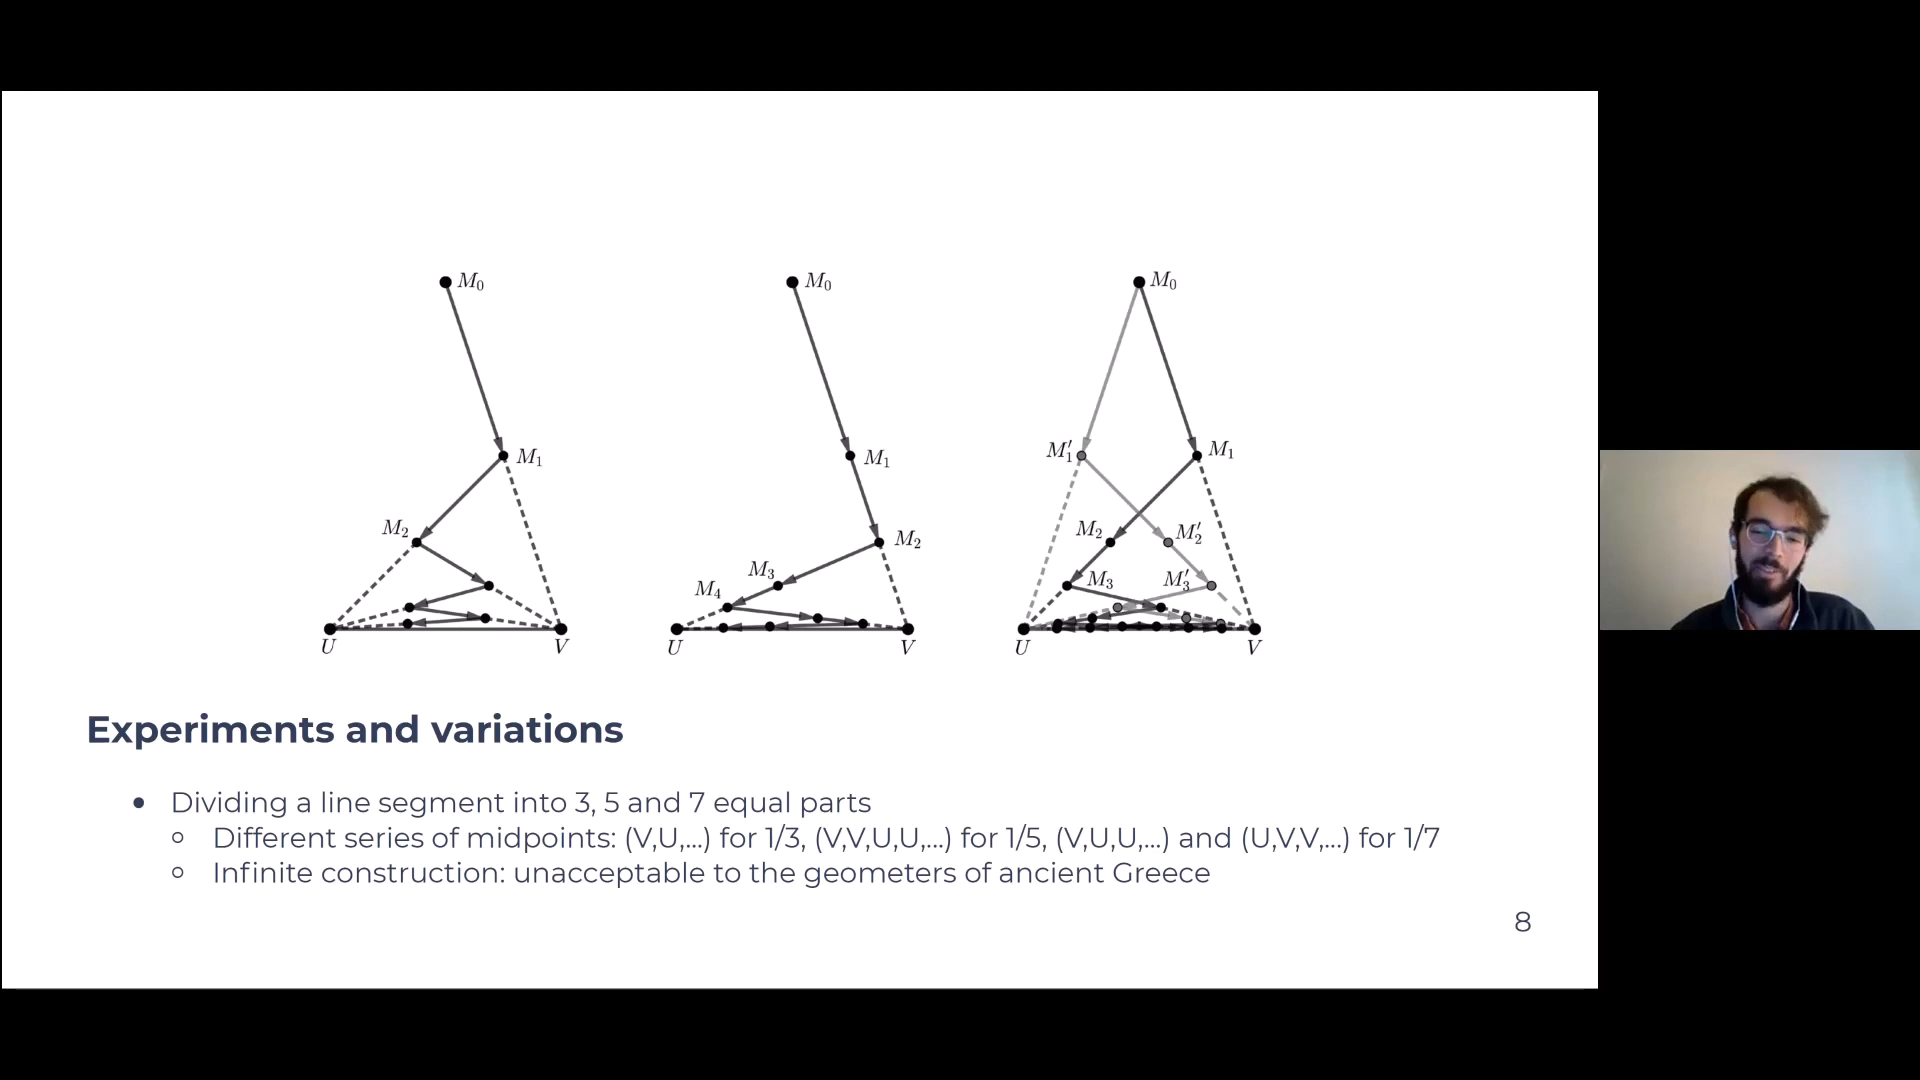 M₀ M₀ M₀
M₁ M₁ M′₁ M₁
M₂ M₂ M₂ M′₂
M₃ M₃ M′₃
M₄
U V U V U V
Experiments and variations
• Dividing a line segment into 3, 5 and 7 equal parts
○ Different series of midpoints: (V,U,...) for 1/3, (V,V,U,U,...) for 1/5, (V,U,U,...) and (U,V,V,...) for 1/7
○ Infinite construction: unacceptable to the geometers of ancient Greece
8